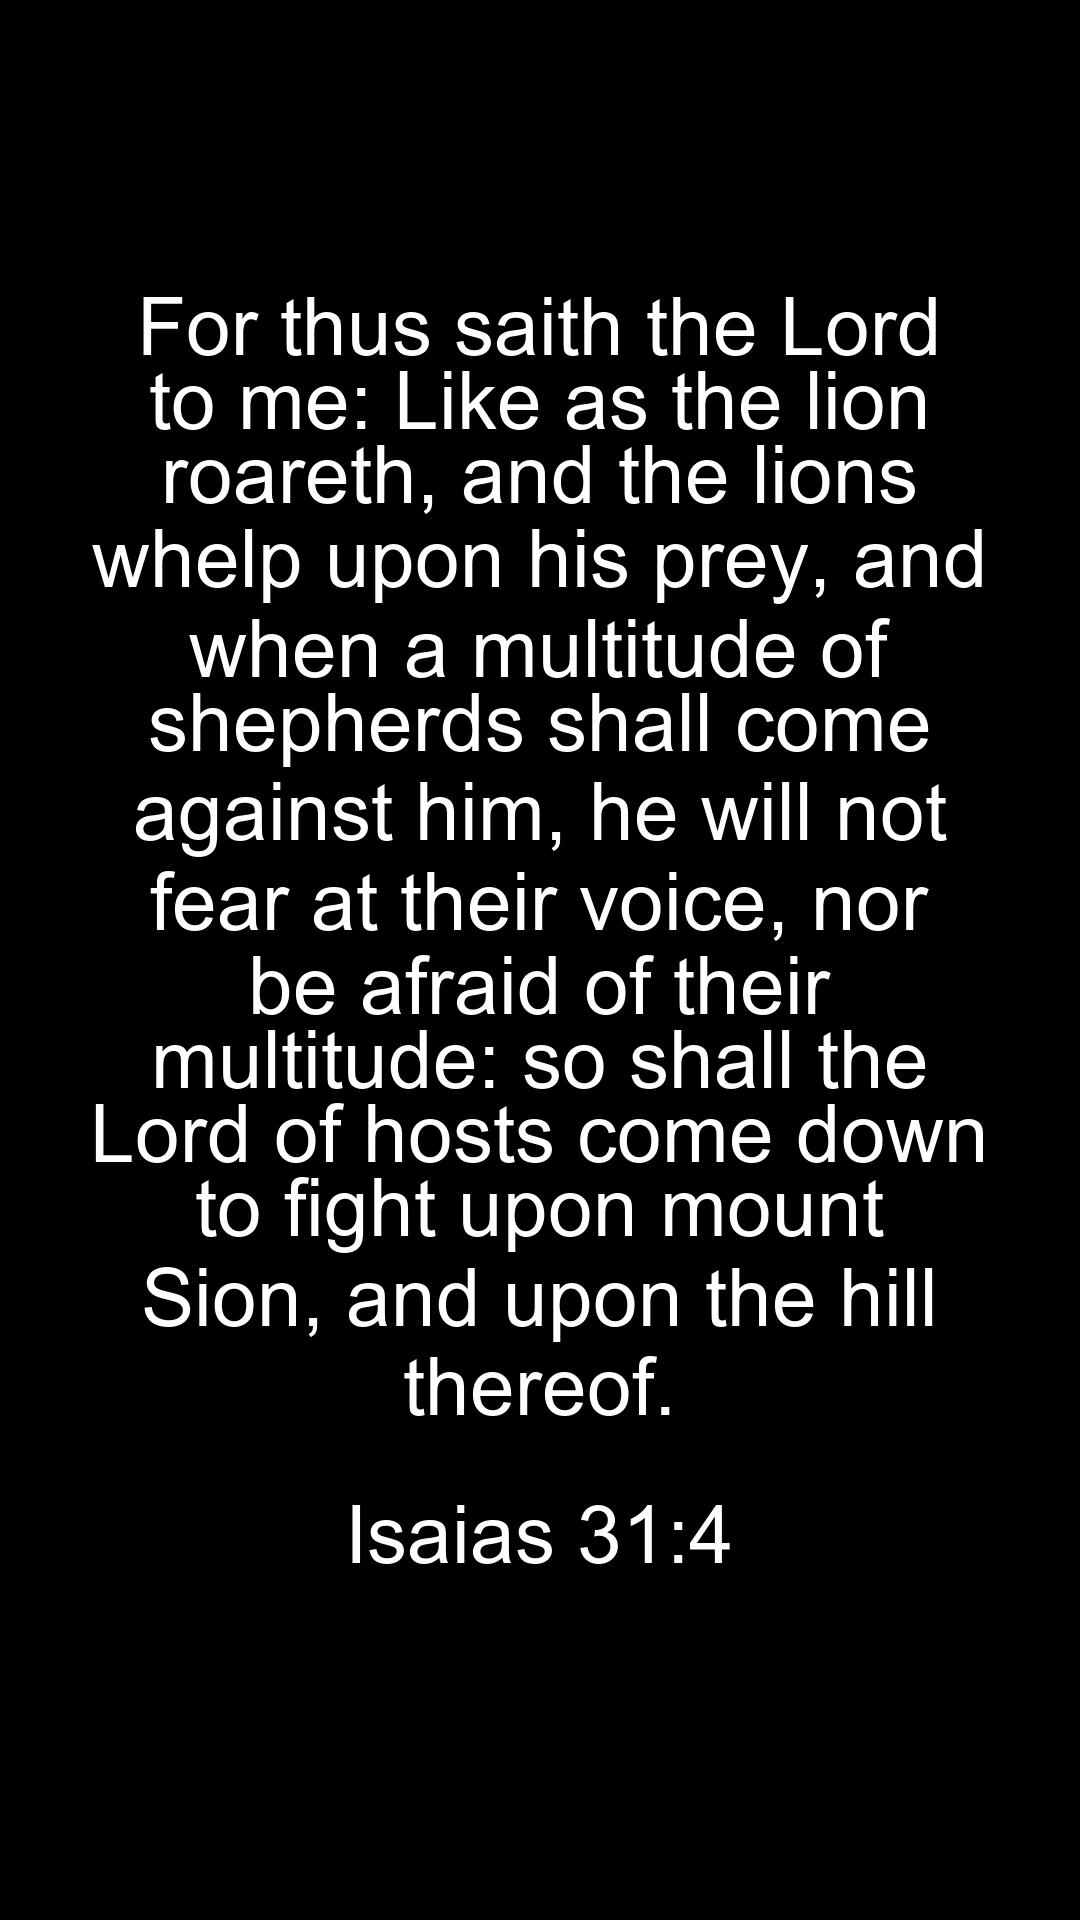 For thus saith the Lord
to me: Like as the lion
roareth, and the lions
whelp upon his prey, and
when a multitude of
shepherds shall come
against him, he will not
fear at their voice, nor
be afraid of their
multitude: so shall the
Lord of hosts come down
to fight upon mount
Sion, and upon the hill
thereof.
Isaias 31:4